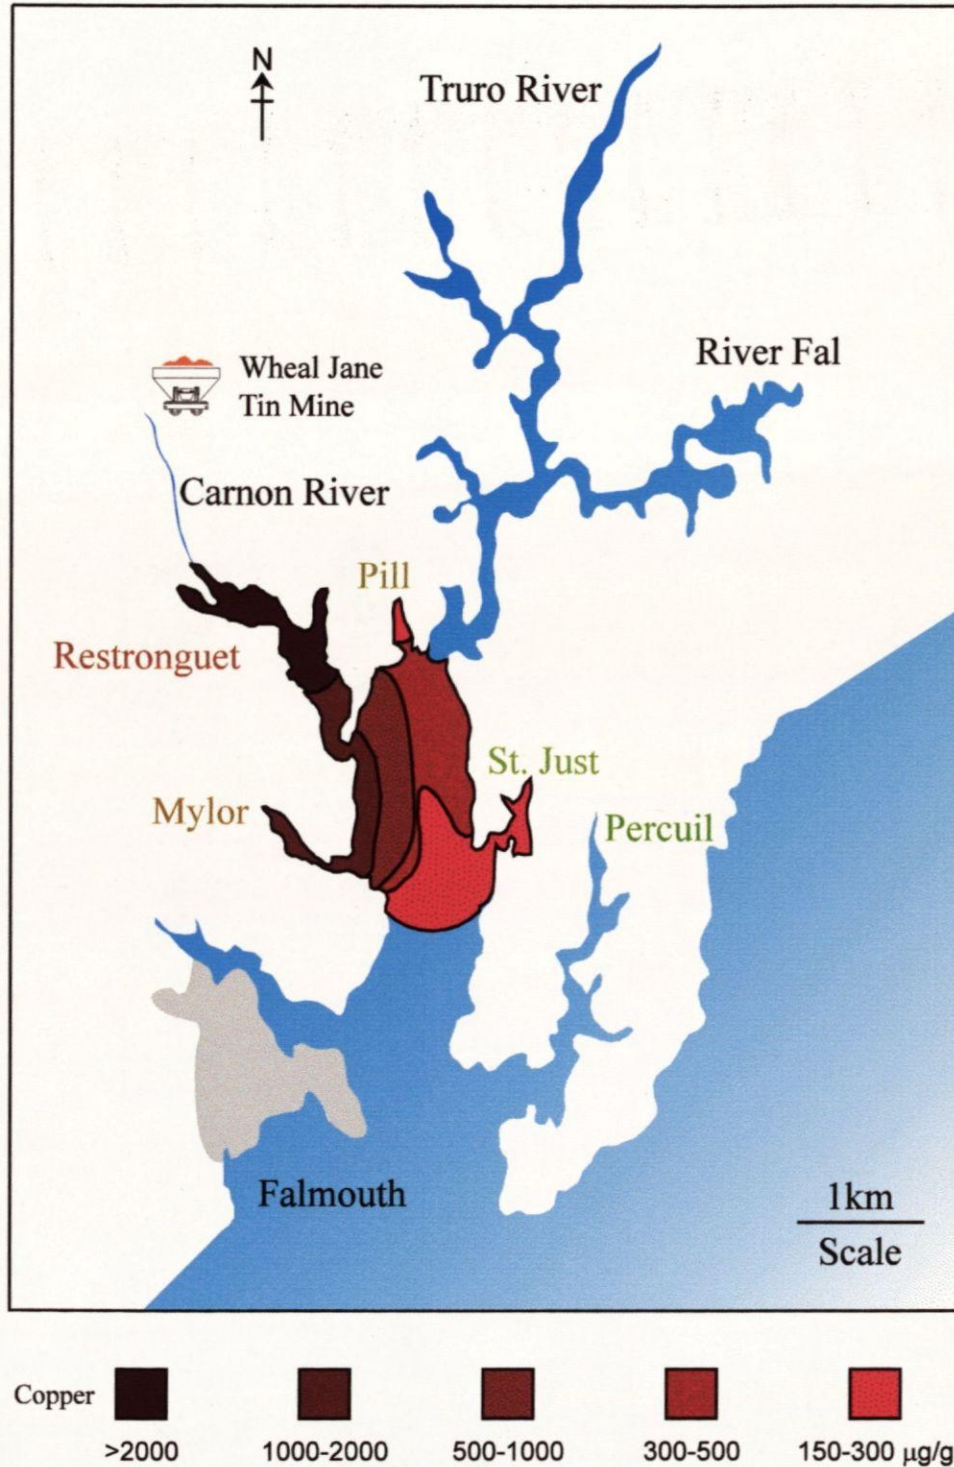 N
Truro River
River Fal
Wheal Jane
Tin Mine
Carnon River
Pill
Restronguet
St. Just
Mylor
Percuil
Falmouth
1km
Scale
Copper
>2000
1000-2000
500-1000
300-500
150-300 µg/g